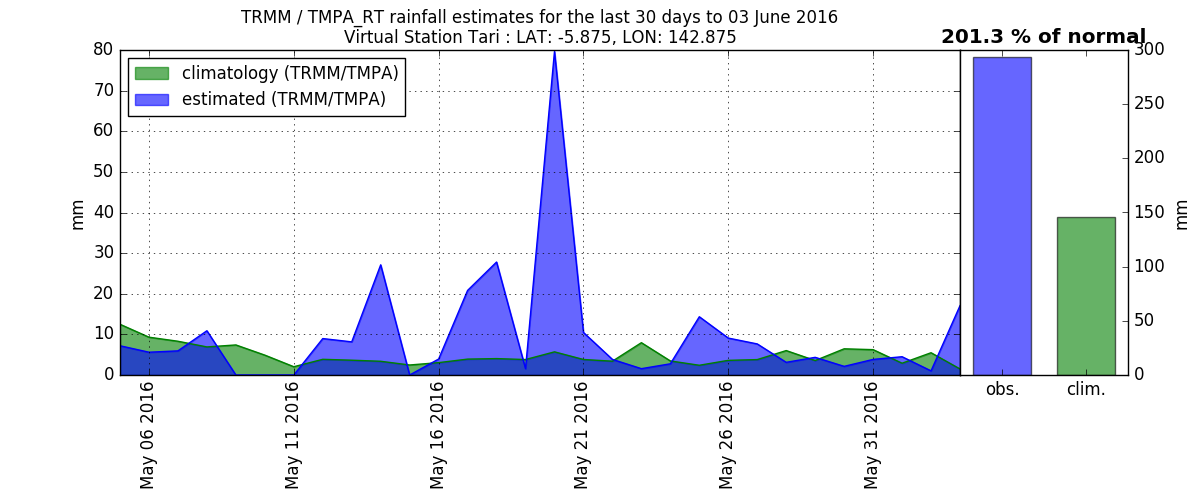 TRMM / TMPA_RT rainfall estimates for the last 30 days to 03 June 2016
Virtual Station Tari : LAT: -5.875, LON: 142.875
201.3 % of normal
climatology (TRMM/TMPA)
estimated (TRMM/TMPA)
80
70
60
50
40
30
20
10
0
mm
May 06 2016
May 11 2016
May 16 2016
May 21 2016
May 26 2016
May 31 2016
obs.
clim.
300
250
200
150
100
50
0
mm